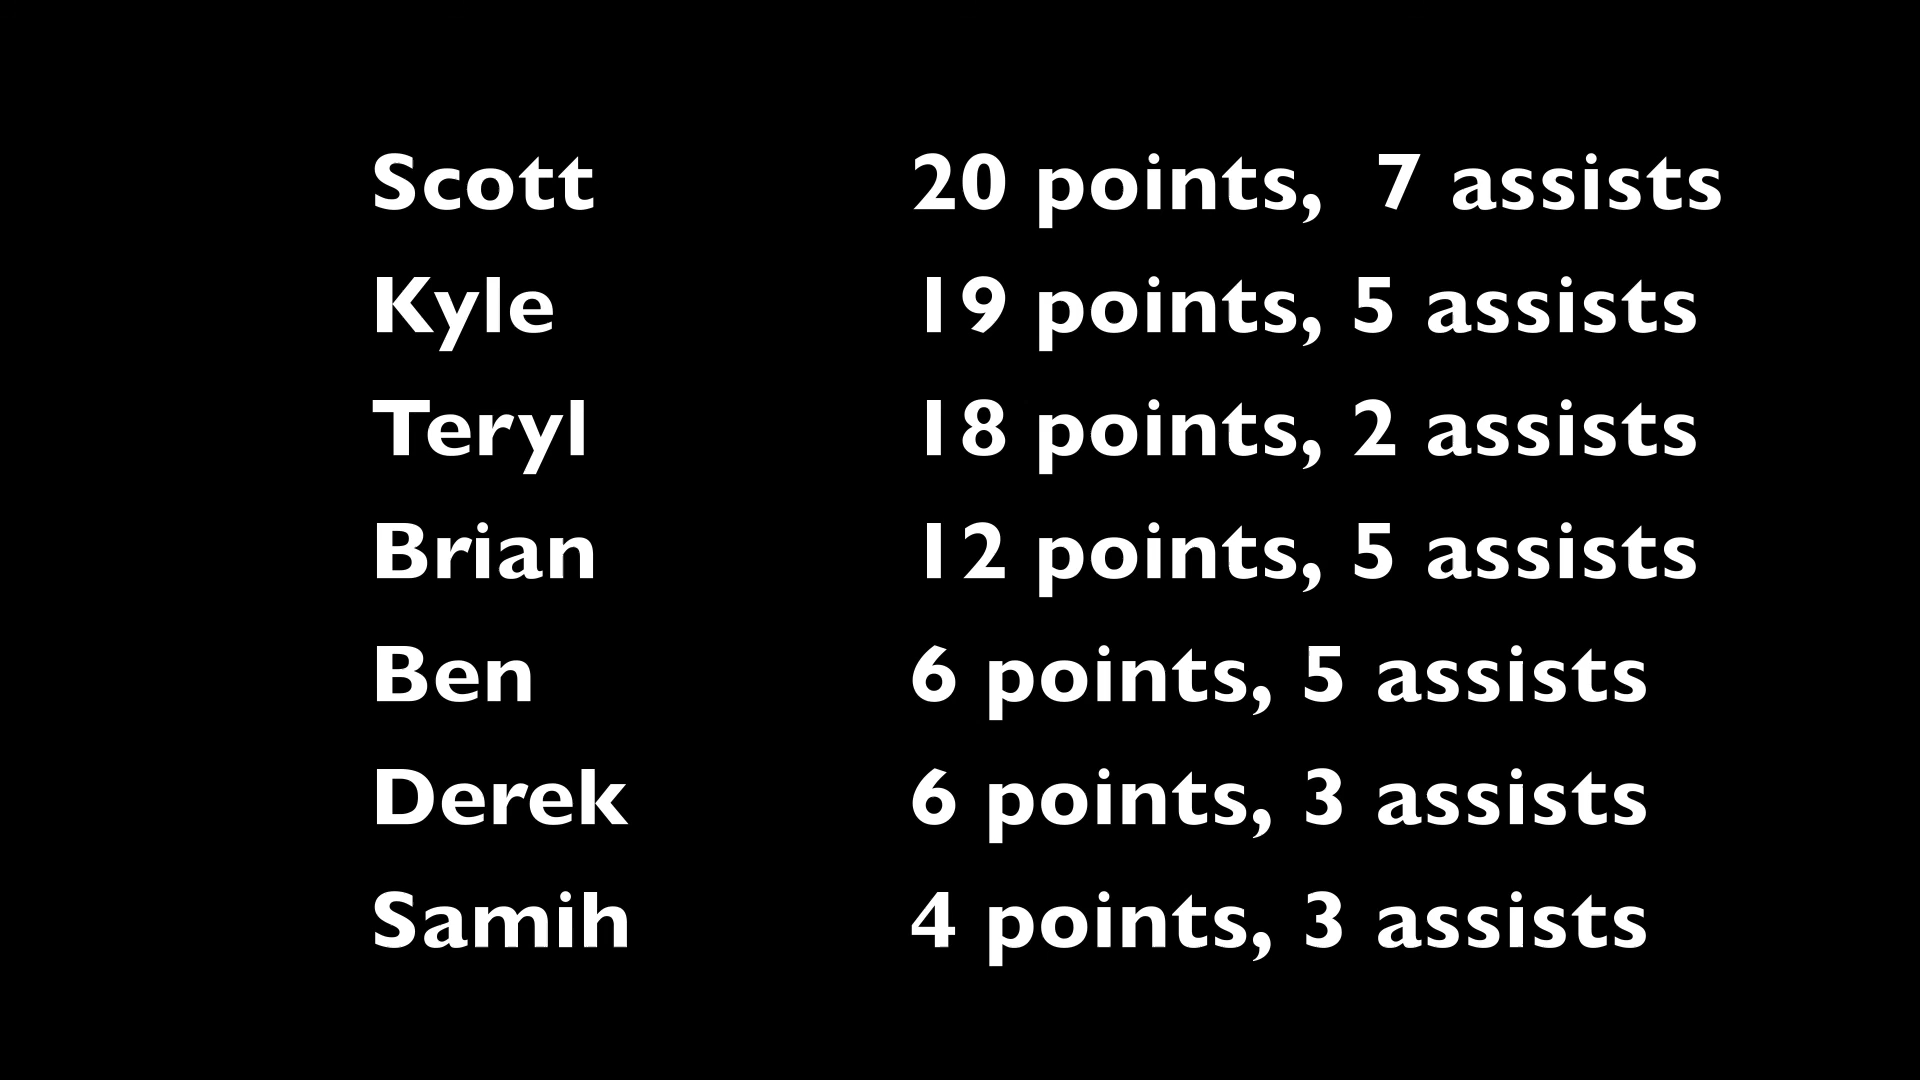 Scott 20 points, 7 assists
Kyle 19 points, 5 assists
Teryl 18 points, 2 assists
Brian 12 points, 5 assists
Ben 6 points, 5 assists
Derek 6 points, 3 assists
Samih 4 points, 3 assists